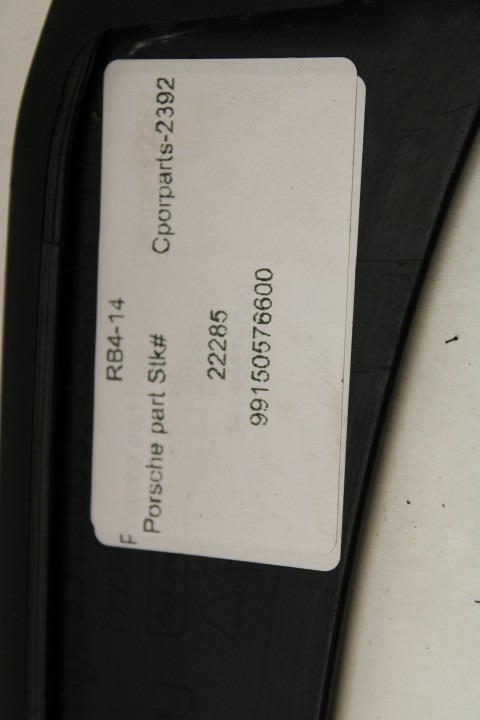 RB4-14
Porsche part Stk# Cporparts-2392
22285
99150576600